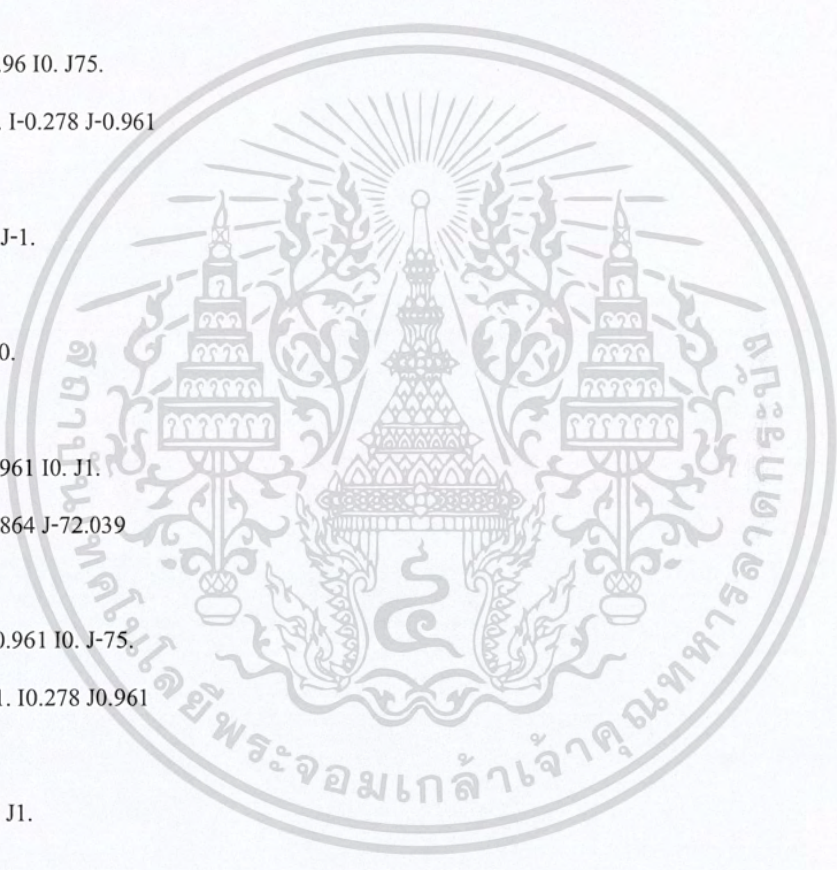 96 I0. J75.
. I-0.278 J-0.961
J-1.
0.
961 I0. J1.
864 J-72.039
0.961 I0. J-75.
1. I0.278 J0.961
J1.
สถาบันเทคโนโลยีพระจอมเกล้าเจ้าคุณทหารลาดกระบัง